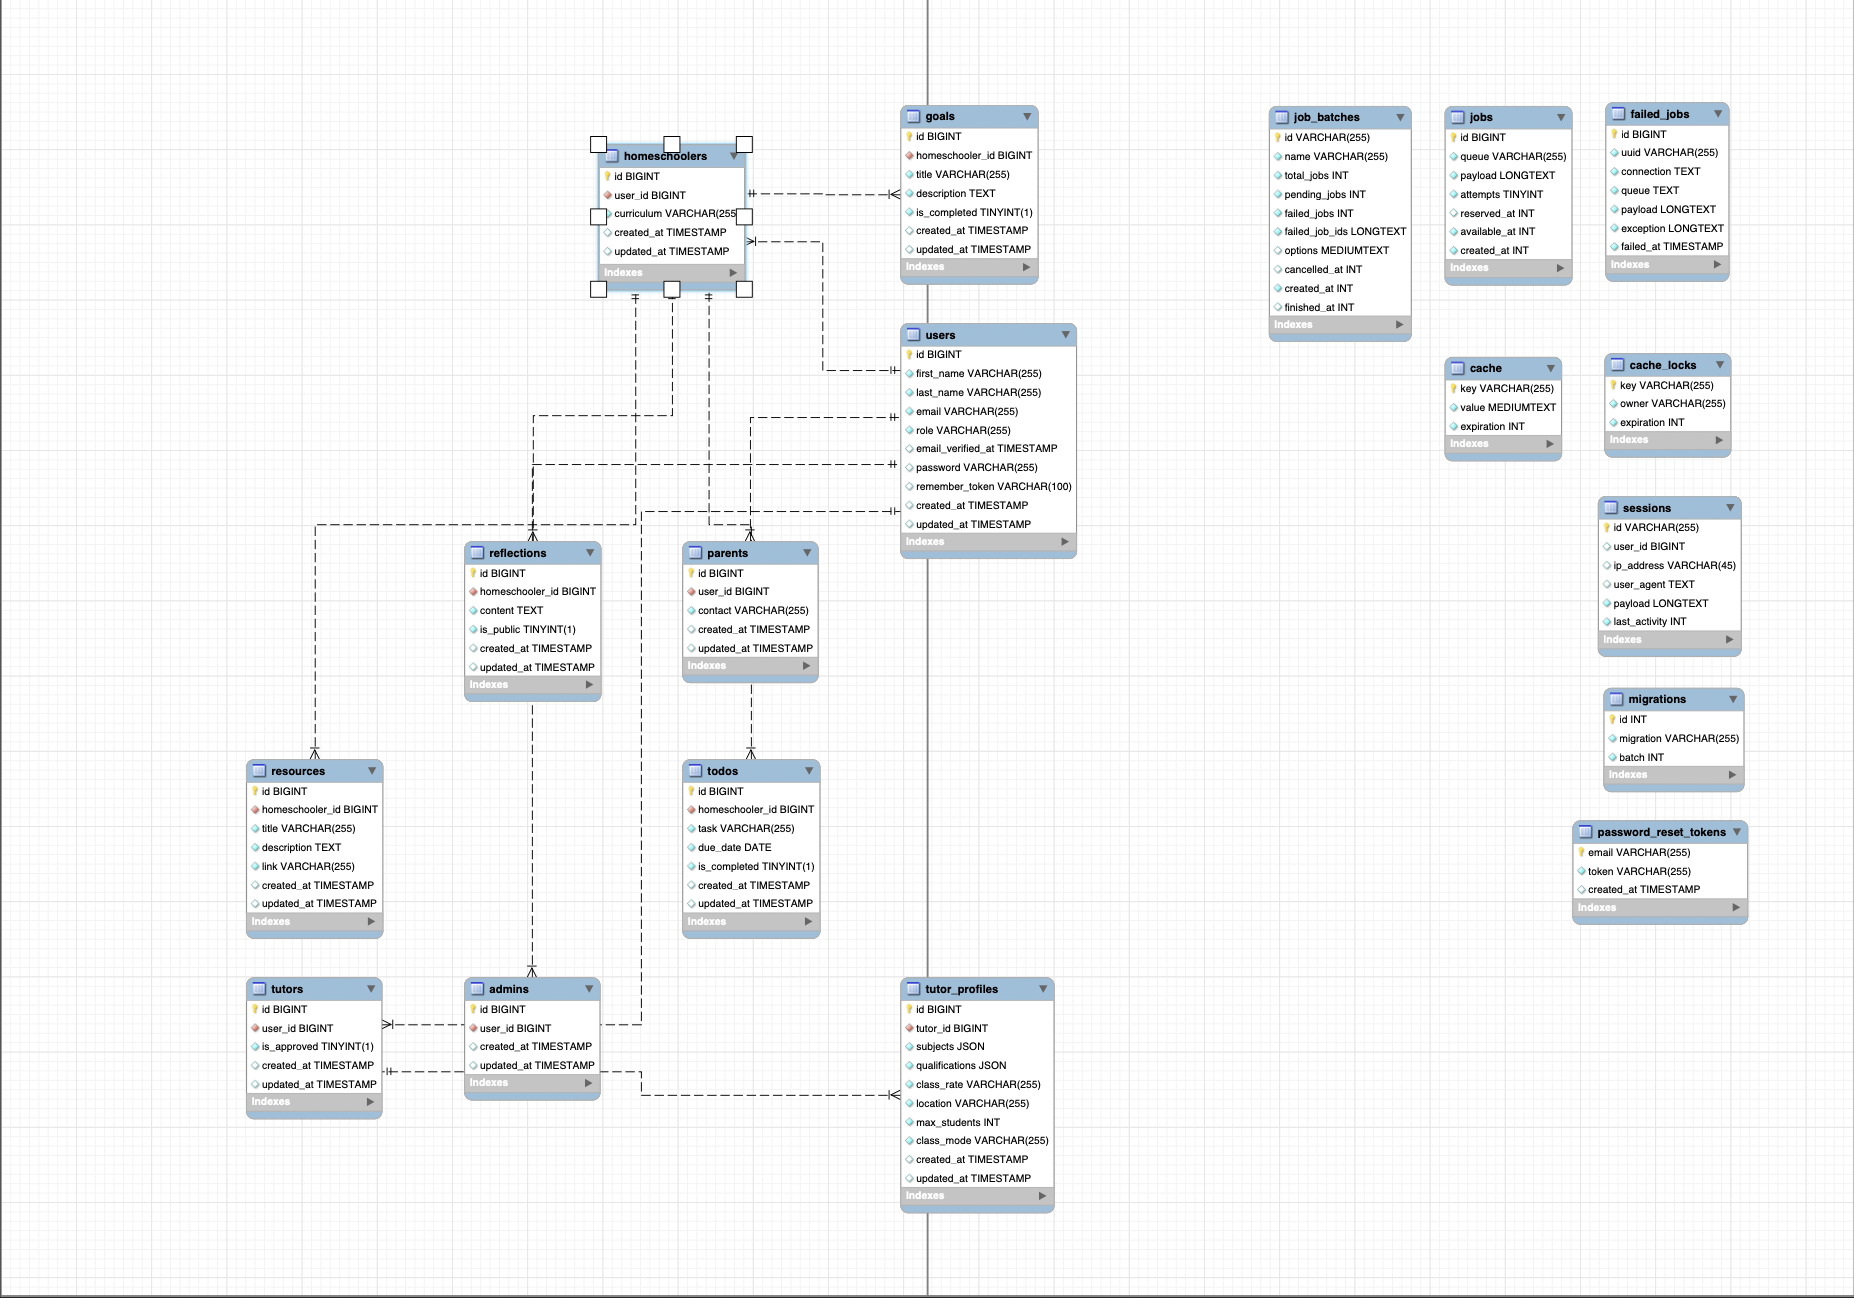 homeschoolers
id BIGINT
user_id BIGINT
curriculum VARCHAR(255
created_at TIMESTAMP
updated_at TIMESTAMP
Indexes
goals
id BIGINT
homeschooler_id BIGINT
title VARCHAR(255)
description TEXT
is_completed TINYINT(1)
created_at TIMESTAMP
updated_at TIMESTAMP
Indexes
job_batches
id VARCHAR(255)
name VARCHAR(255)
total_jobs INT
pending_jobs INT
failed_jobs INT
failed_job_ids LONGTEXT
options MEDIUMTEXT
cancelled_at INT
created_at INT
finished_at INT
Indexes
jobs
id BIGINT
queue VARCHAR(255)
payload LONGTEXT
attempts TINYINT
reserved_at INT
available_at INT
created_at INT
Indexes
failed_jobs
id BIGINT
uuid VARCHAR(255)
connection TEXT
queue TEXT
payload LONGTEXT
exception LONGTEXT
failed_at TIMESTAMP
Indexes
users
id BIGINT
first_name VARCHAR(255)
last_name VARCHAR(255)
email VARCHAR(255)
role VARCHAR(255)
email_verified_at TIMESTAMP
password VARCHAR(255)
remember_token VARCHAR(100)
created_at TIMESTAMP
updated_at TIMESTAMP
Indexes
cache
key VARCHAR(255)
value MEDIUMTEXT
expiration INT
Indexes
cache_locks
key VARCHAR(255)
owner VARCHAR(255)
expiration INT
Indexes
sessions
id VARCHAR(255)
user_id BIGINT
ip_address VARCHAR(45)
user_agent TEXT
payload LONGTEXT
last_activity INT
Indexes
reflections
id BIGINT
homeschooler_id BIGINT
content TEXT
is_public TINYINT(1)
created_at TIMESTAMP
updated_at TIMESTAMP
Indexes
parents
id BIGINT
user_id BIGINT
contact VARCHAR(255)
created_at TIMESTAMP
updated_at TIMESTAMP
Indexes
migrations
id INT
migration VARCHAR(255)
batch INT
Indexes
resources
id BIGINT
homeschooler_id BIGINT
title VARCHAR(255)
description TEXT
link VARCHAR(255)
created_at TIMESTAMP
updated_at TIMESTAMP
Indexes
todos
id BIGINT
homeschooler_id BIGINT
task VARCHAR(255)
due_date DATE
is_completed TINYINT(1)
created_at TIMESTAMP
updated_at TIMESTAMP
Indexes
password_reset_tokens
email VARCHAR(255)
token VARCHAR(255)
created_at TIMESTAMP
Indexes
tutors
id BIGINT
user_id BIGINT
is_approved TINYINT(1)
created_at TIMESTAMP
updated_at TIMESTAMP
Indexes
admins
id BIGINT
user_id BIGINT
created_at TIMESTAMP
updated_at TIMESTAMP
Indexes
tutor_profiles
id BIGINT
tutor_id BIGINT
subjects JSON
qualifications JSON
class_rate VARCHAR(255)
location VARCHAR(255)
max_students INT
class_mode VARCHAR(255)
created_at TIMESTAMP
updated_at TIMESTAMP
Indexes